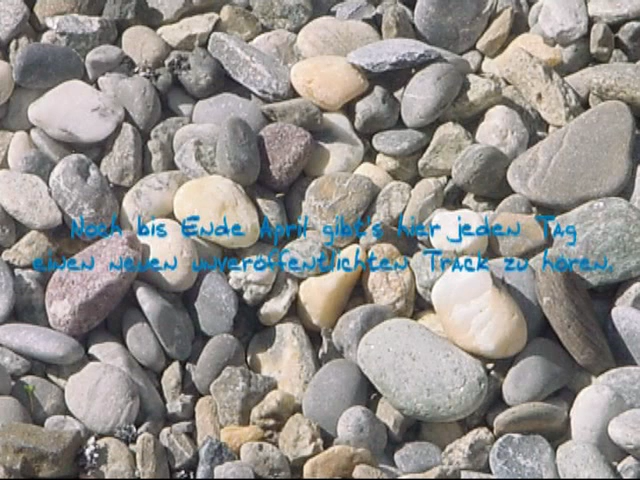 Noch bis Ende April gibt's hier jeden Tag
einen neuen unveröffentlichten Track zu hören.